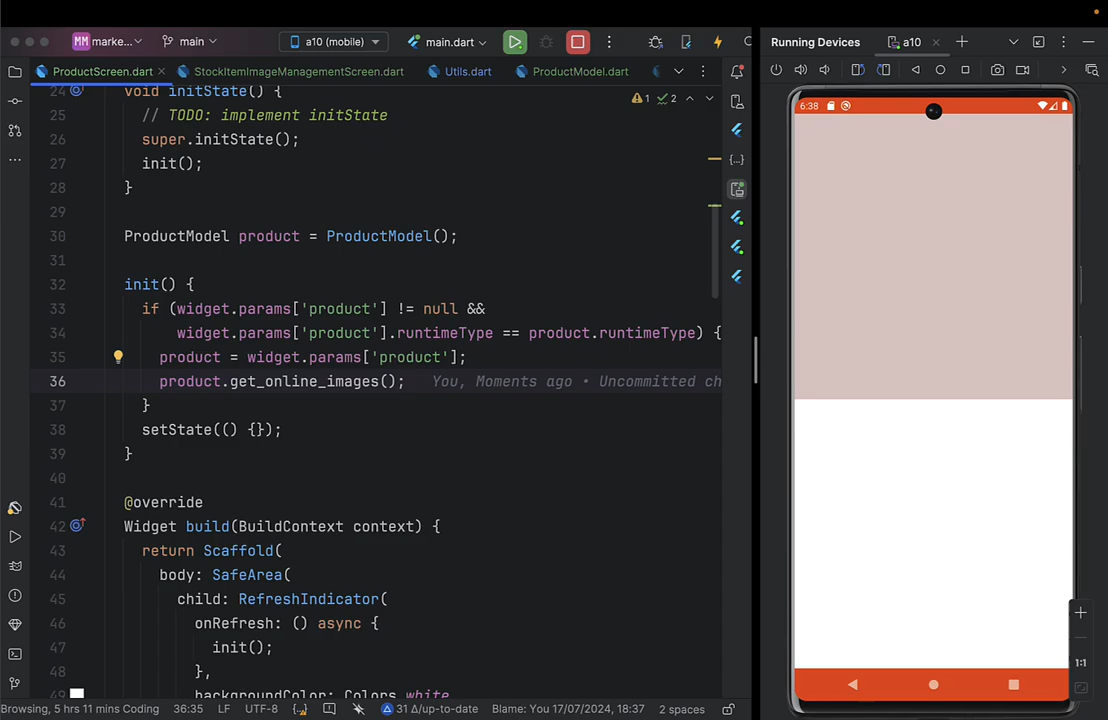 MM marke...
main
a10 (mobile)
main.dart
Running Devices
a10
ProductScreen.dart
StockItemImageManagementScreen.dart
Utils.dart
ProductModel.dart
24 void initState() {
1 2
25 // TODO: implement initState
26 super.initState();
27 init();
28 }
29
30 ProductModel product = ProductModel();
31
32 init() {
33 if (widget.params['product'] != null &&
34 widget.params['product'].runtimeType == product.runtimeType) {
35 product = widget.params['product'];
36 product.get_online_images(); You, Moments ago • Uncommitted ch
37 }
38 setState(() {});
39 }
40
41 @override
42 Widget build(BuildContext context) {
43 return Scaffold(
44 body: SafeArea(
45 child: RefreshIndicator(
46 onRefresh: () async {
47 init();
48 },
49 backgroundColor: Colors.white
6:38
1:1
Browsing, 5 hrs 11 mins Coding
36:35
LF
UTF-8
31 Δ/up-to-date
Blame: You 17/07/2024, 18:37
2 spaces